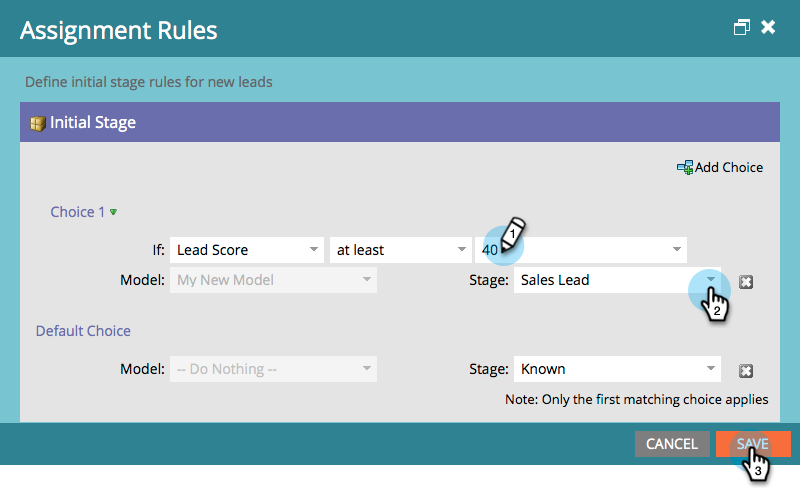 Assignment Rules
Define initial stage rules for new leads
Initial Stage
Add Choice
Choice 1
If: Lead Score at least 40 1
Model: My New Model Stage: Sales Lead
2
Default Choice
Model: -- Do Nothing -- Stage: Known
Note: Only the first matching choice applies
CANCEL SAVE
3